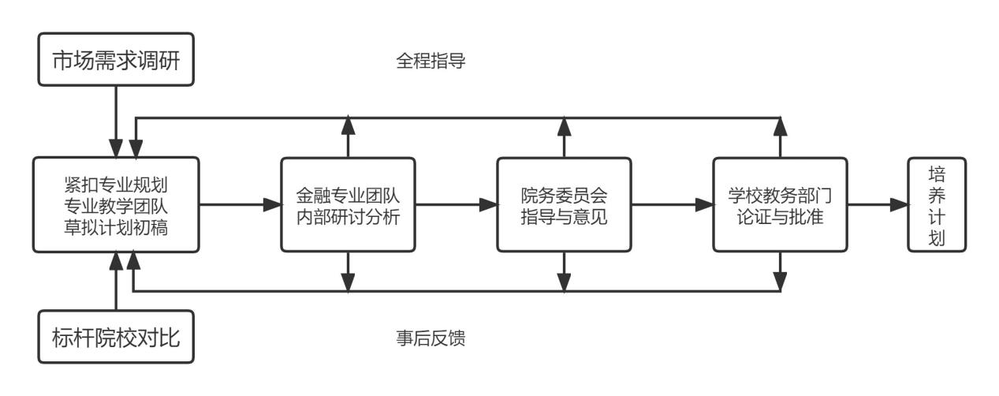 市场需求调研
全程指导
紧扣专业规划
专业教学团队
草拟计划初稿
金融专业团队
内部研讨分析
院务委员会
指导与意见
学校教务部门
论证与批准
培
养
计
划
标杆院校对比
事后反馈